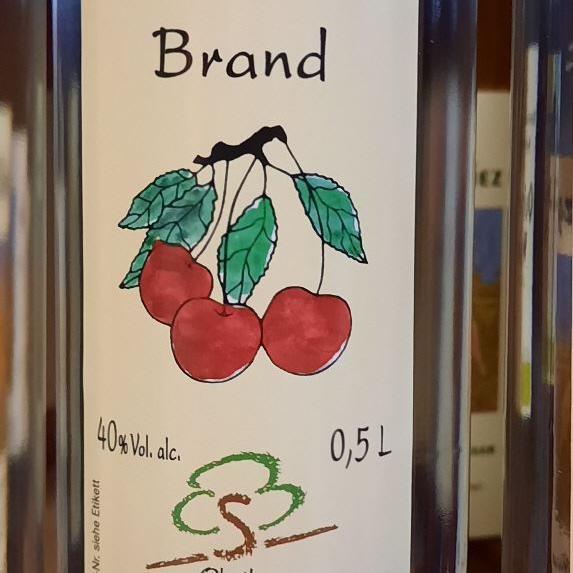 Brand
40% Vol. alc.
0,5 L
-Nr. siehe Etikett
S